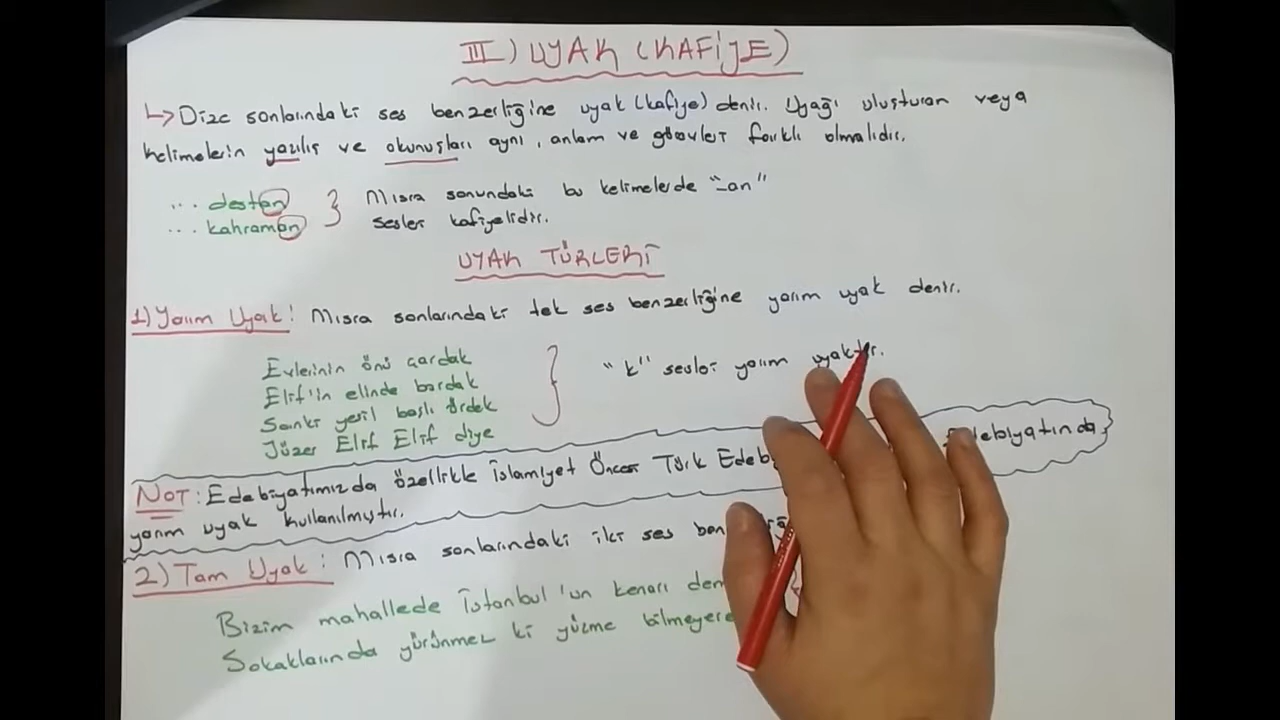 III) UYAK (KAFİYE)
↳ Dize sonlarındaki ses benzerliğine uyak (kafiye) denir. Uyağı oluşturan veya
kelimelerin yazılış ve okunuşları aynı, anlam ve görevler farklı olmalıdır.
... destan } Mısra sonundaki bu kelimelerde "-an"
... kahraman sesler kafiyelidir.
UYAK TÜRLERİ
1) Yarım Uyak: Mısra sonlarındaki tek ses benzerliğine yarım uyak denir.
Evlerinin önü çardak
Elif'in elinde bardak
Sanki yeşil başlı ördek
Yüzer Elif Elif diye
} "k" sesler yarım uyaktır.
NOT: Edebiyatımızda özellikle İslamiyet Öncesi Türk Edeb Edebiyatında
yarım uyak kullanılmıştır.
2) Tam Uyak: Mısra sonlarındaki iki ses ben
Bizim mahallede İstanbul'un kenarı dem
Sokaklarında yürünmez ki yüzme bilmeyere